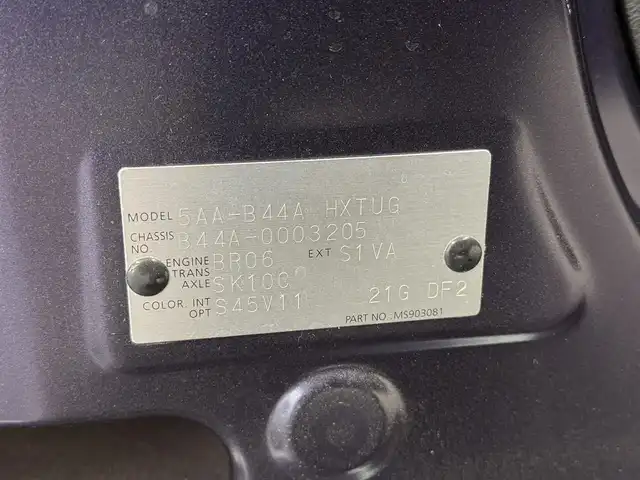 MODEL 5AA-B44A HXTUG
CHASSIS NO. B44A-0003205
ENGINE BR06 EXT S1VA
TRANS AXLE SK10C
COLOR. INT OPT S45V11 21G DF2
PART NO. MS903081